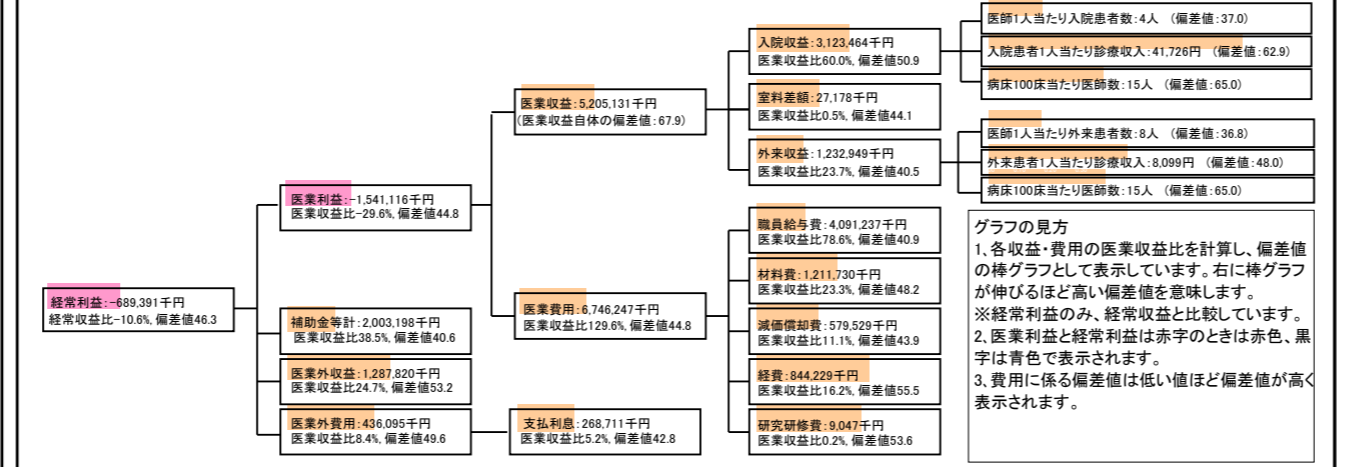 医師1人当たり入院患者数:4人 (偏差値:37.0)
入院収益:3,123,464千円
医業収益比60.0%, 偏差値50.9
入院患者1人当たり診療収入:41,726円 (偏差値:62.9)
病床100床当たり医師数:15人 (偏差値:65.0)
医業収益:5,205,131千円
(医業収益自体の偏差値:67.9)
室料差額:27,178千円
医業収益比0.5%, 偏差値44.1
医師1人当たり外来患者数:8人 (偏差値:36.8)
外来収益:1,232,949千円
医業収益比23.7%, 偏差値40.5
外来患者1人当たり診療収入:8,099円 (偏差値:48.0)
病床100床当たり医師数:15人 (偏差値:65.0)
医業利益:-1,541,116千円
医業収益比-29.6%, 偏差値44.8
職員給与費:4,091,237千円
医業収益比78.6%, 偏差値40.9
材料費:1,211,730千円
医業収益比23.3%, 偏差値48.2
経常利益:-689,391千円
経常収益比-10.6%, 偏差値46.3
医業費用:6,746,247千円
医業収益比129.6%, 偏差値44.8
補助金等計:2,003,198千円
医業収益比38.5%, 偏差値40.6
減価償却費:579,529千円
医業収益比11.1%, 偏差値43.9
医業外収益:1,287,820千円
医業収益比24.7%, 偏差値53.2
経費:844,229千円
医業収益比16.2%, 偏差値55.5
医業外費用:436,095千円
医業収益比8.4%, 偏差値49.6
支払利息:268,711千円
医業収益比5.2%, 偏差値42.8
研究研修費:9,047千円
医業収益比0.2%, 偏差値53.6
グラフの見方
1、各収益・費用の医業収益比を計算し、偏差値
の棒グラフとして表示しています。右に棒グラフ
が伸びるほど高い偏差値を意味します。
※経常利益のみ、経常収益と比較しています。
2、医業利益と経常利益は赤字のときは赤色、黒
字は青色で表示されます。
3、費用に係る偏差値は低い値ほど偏差値が高く
表示されます。